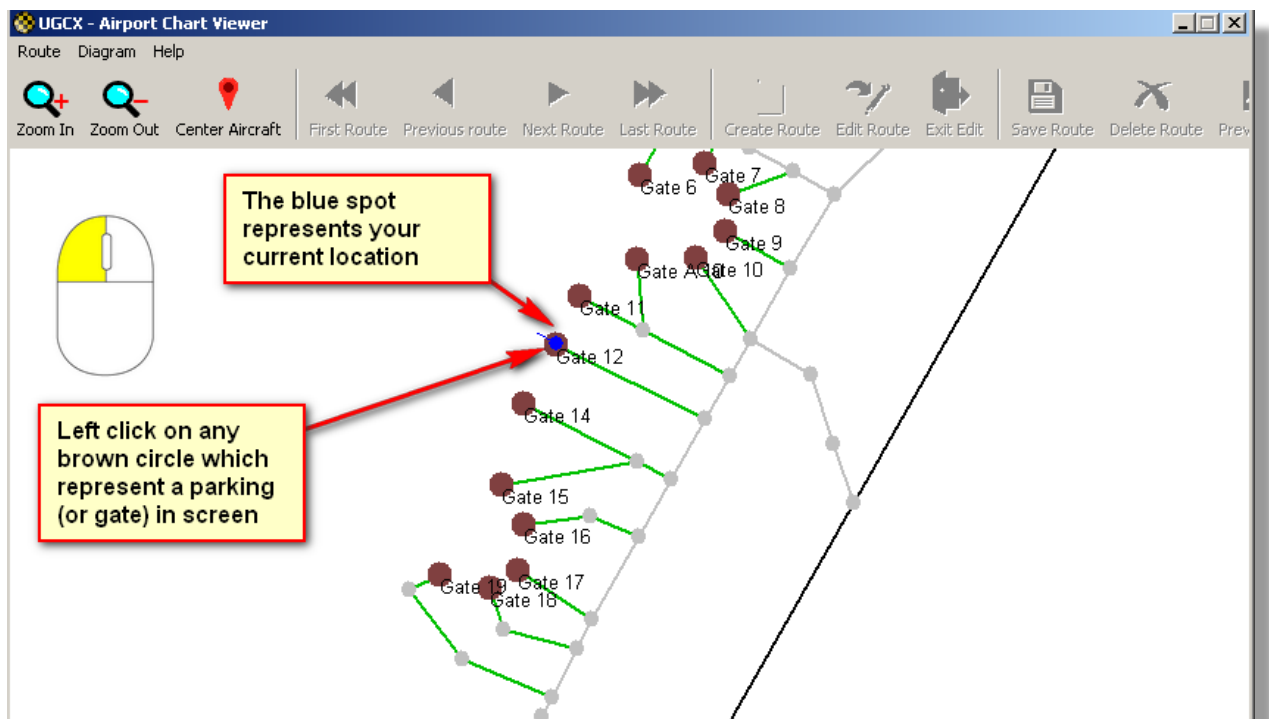 UGCX - Airport Chart Viewer
Route Diagram Help
Zoom In Zoom Out Center Aircraft First Route Previous route Next Route Last Route Create Route Edit Route Exit Edit Save Route Delete Route
The blue spot
represents your
current location
Gate 6
Gate 7
Gate 8
Gate 9
Gate 10
Gate 11
Gate 12
Gate 14
Left click on any
brown circle which
represent a parking
(or gate) in screen
Gate 15
Gate 16
Gate 17
Gate 19
Gate 18